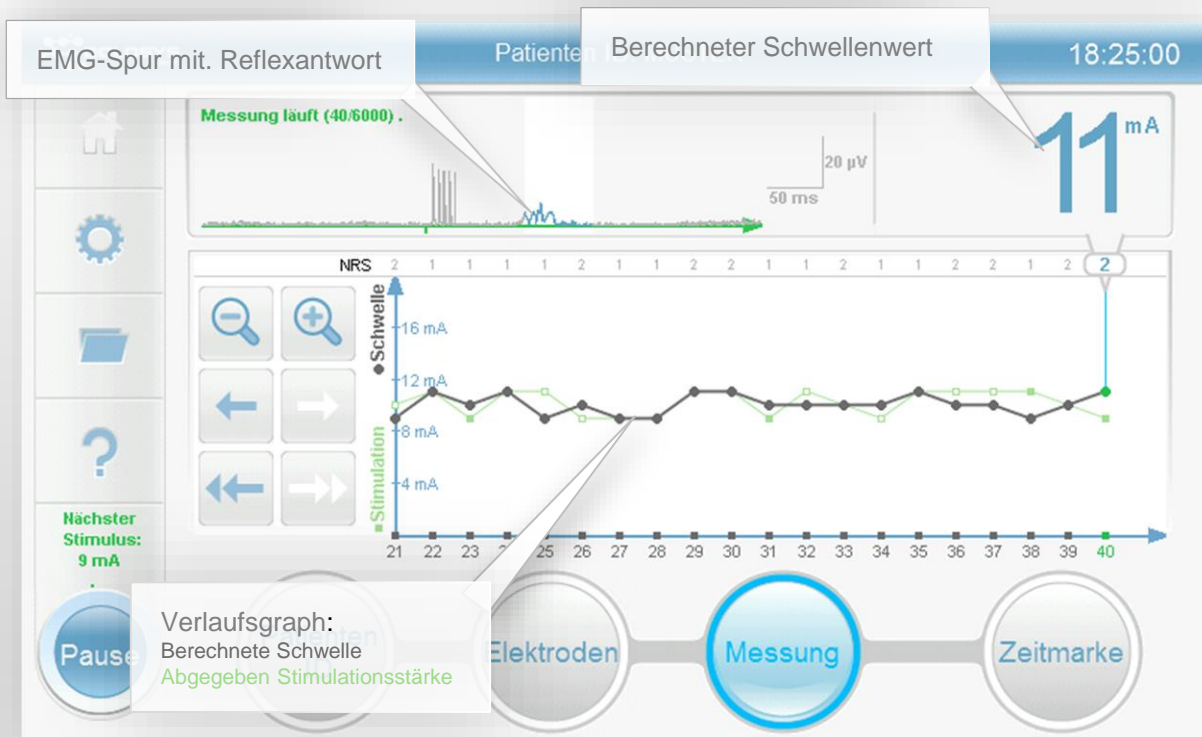 EMG-Spur mit. Reflexantwort
Patienten
Berechneter Schwellenwert
18:25:00
Messung läuft (40/6000) .
20 µV
50 ms
11 mA
NRS 2 1 1 1 1 2 1 1 2 2 1 1 2 1 1 2 2 1 2 2
Schwelle
Stimulation
16 mA
12 mA
8 mA
4 mA
21 22 23 25 26 27 28 29 30 31 32 33 34 35 36 37 38 39 40
?
Nächster
Stimulus:
9 mA
Verlaufsgraph:
Berechnete Schwelle
Abgegeben Stimulationsstärke
Pause
Patienten
ID
Elektroden
Messung
Zeitmarke